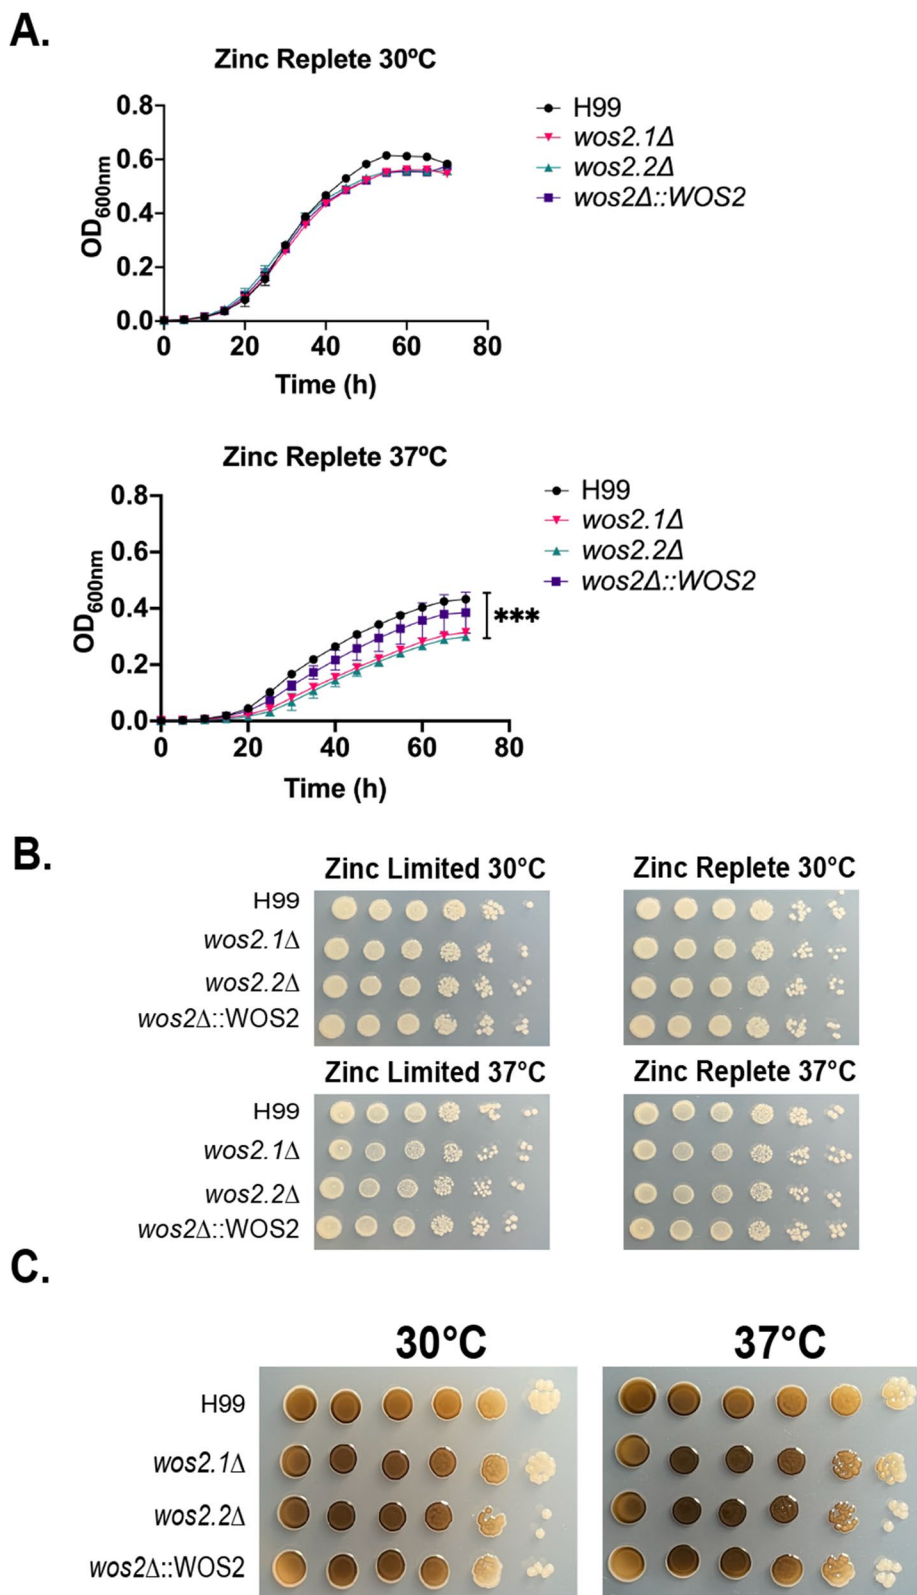 A.
Zinc Replete 30ºC
0.8
0.6
0.4
0.2
0.0
OD600nm
0 20 40 60 80
Time (h)
H99
wos2.1Δ
wos2.2Δ
wos2Δ::WOS2
Zinc Replete 37ºC
0.8
0.6
0.4
0.2
0.0
OD600nm
0 20 40 60 80
Time (h)
H99
wos2.1Δ
wos2.2Δ
wos2Δ::WOS2
***
B.
Zinc Limited 30°C Zinc Replete 30°C
H99
wos2.1Δ
wos2.2Δ
wos2Δ::WOS2
Zinc Limited 37°C Zinc Replete 37°C
H99
wos2.1Δ
wos2.2Δ
wos2Δ::WOS2
C.
30°C 37°C
H99
wos2.1Δ
wos2.2Δ
wos2Δ::WOS2